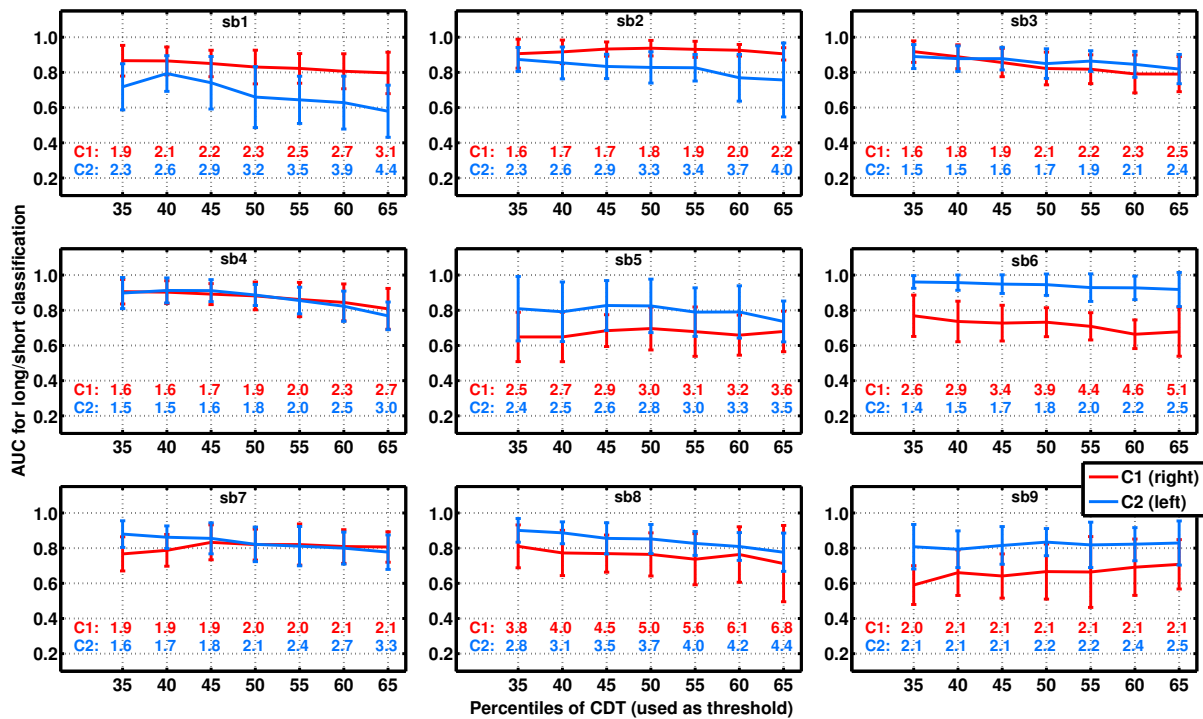 sb1
1.0
0.8
0.6
0.4
0.2
C1: 1.9 2.1 2.2 2.3 2.5 2.7 3.1
C2: 2.3 2.6 2.9 3.2 3.5 3.9 4.4
35 40 45 50 55 60 65
sb2
1.0
0.8
0.6
0.4
0.2
C1: 1.6 1.7 1.7 1.8 1.9 2.0 2.2
C2: 2.3 2.6 2.9 3.3 3.4 3.7 4.0
35 40 45 50 55 60 65
sb3
1.0
0.8
0.6
0.4
0.2
C1: 1.6 1.8 1.9 2.1 2.2 2.3 2.5
C2: 1.5 1.5 1.6 1.7 1.9 2.1 2.4
35 40 45 50 55 60 65
AUC for long/short classification
sb4
1.0
0.8
0.6
0.4
0.2
C1: 1.6 1.6 1.7 1.9 2.0 2.3 2.7
C2: 1.5 1.5 1.6 1.8 2.0 2.5 3.0
35 40 45 50 55 60 65
sb5
1.0
0.8
0.6
0.4
0.2
C1: 2.5 2.7 2.9 3.0 3.1 3.2 3.6
C2: 2.4 2.5 2.6 2.8 3.0 3.3 3.5
35 40 45 50 55 60 65
sb6
1.0
0.8
0.6
0.4
0.2
C1: 2.6 2.9 3.4 3.9 4.4 4.6 5.1
C2: 1.4 1.5 1.7 1.8 2.0 2.2 2.5
35 40 45 50 55 60 65
C1 (right)
C2 (left)
sb7
1.0
0.8
0.6
0.4
0.2
C1: 1.9 1.9 1.9 2.0 2.0 2.1 2.1
C2: 1.6 1.7 1.8 2.1 2.4 2.7 3.3
35 40 45 50 55 60 65
sb8
1.0
0.8
0.6
0.4
0.2
C1: 3.8 4.0 4.5 5.0 5.6 6.1 6.8
C2: 2.8 3.1 3.5 3.7 4.0 4.2 4.4
35 40 45 50 55 60 65
sb9
1.0
0.8
0.6
0.4
0.2
C1: 2.0 2.1 2.1 2.1 2.1 2.1 2.1
C2: 2.1 2.1 2.1 2.2 2.2 2.4 2.5
35 40 45 50 55 60 65
Percentiles of CDT (used as threshold)